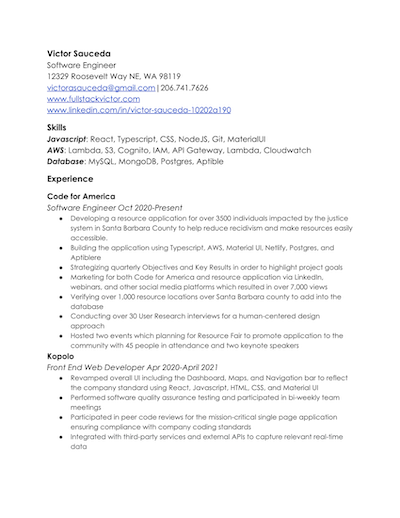 Victor Sauceda
Software Engineer
12329 Roosevelt Way NE, WA 98119
victorasauceda@gmail.com|206.741.7626
www.fullstackvictor.com
www.linkedin.com/in/victor-sauceda-10202a190
Skills
Javascript: React, Typescript, CSS, NodeJS, Git, MaterialUI
AWS: Lambda, S3, Cognito, IAM, API Gateway, Lambda, Cloudwatch
Database: MySQL, MongoDB, Postgres, Aptible
Experience
Code for America
Software Engineer Oct 2020-Present
● Developing a resource application for over 3500 individuals impacted by the justice
system in Santa Barbara County to help reduce recidivism and make resources easily
accessible.
● Building the application using Typescript, AWS, Material UI, Netlify, Postgres, and
Aptiblere
● Strategizing quarterly Objectives and Key Results in order to highlight project goals
● Marketing for both Code for America and resource application via LinkedIn,
webinars, and other social media platforms which resulted in over 7,000 views
● Verifying over 1,000 resource locations over Santa Barbara county to add into the
database
● Conducting over 30 User Research interviews for a human-centered design
approach
● Hosted two events which planning for Resource Fair to promote application to the
community with 45 people in attendance and two keynote speakers
Kopolo
Front End Web Developer Apr 2020-April 2021
● Revamped overall UI including the Dashboard, Maps, and Navigation bar to reflect
the company standard using React, Javascript, HTML, CSS, and Material UI
● Performed software quality assurance testing and participated in bi-weekly team
meetings
● Participated in peer code reviews for the mission-critical single page application
ensuring compliance with company coding standards
● Integrated with third-party services and external APIs to capture relevant real-time
data